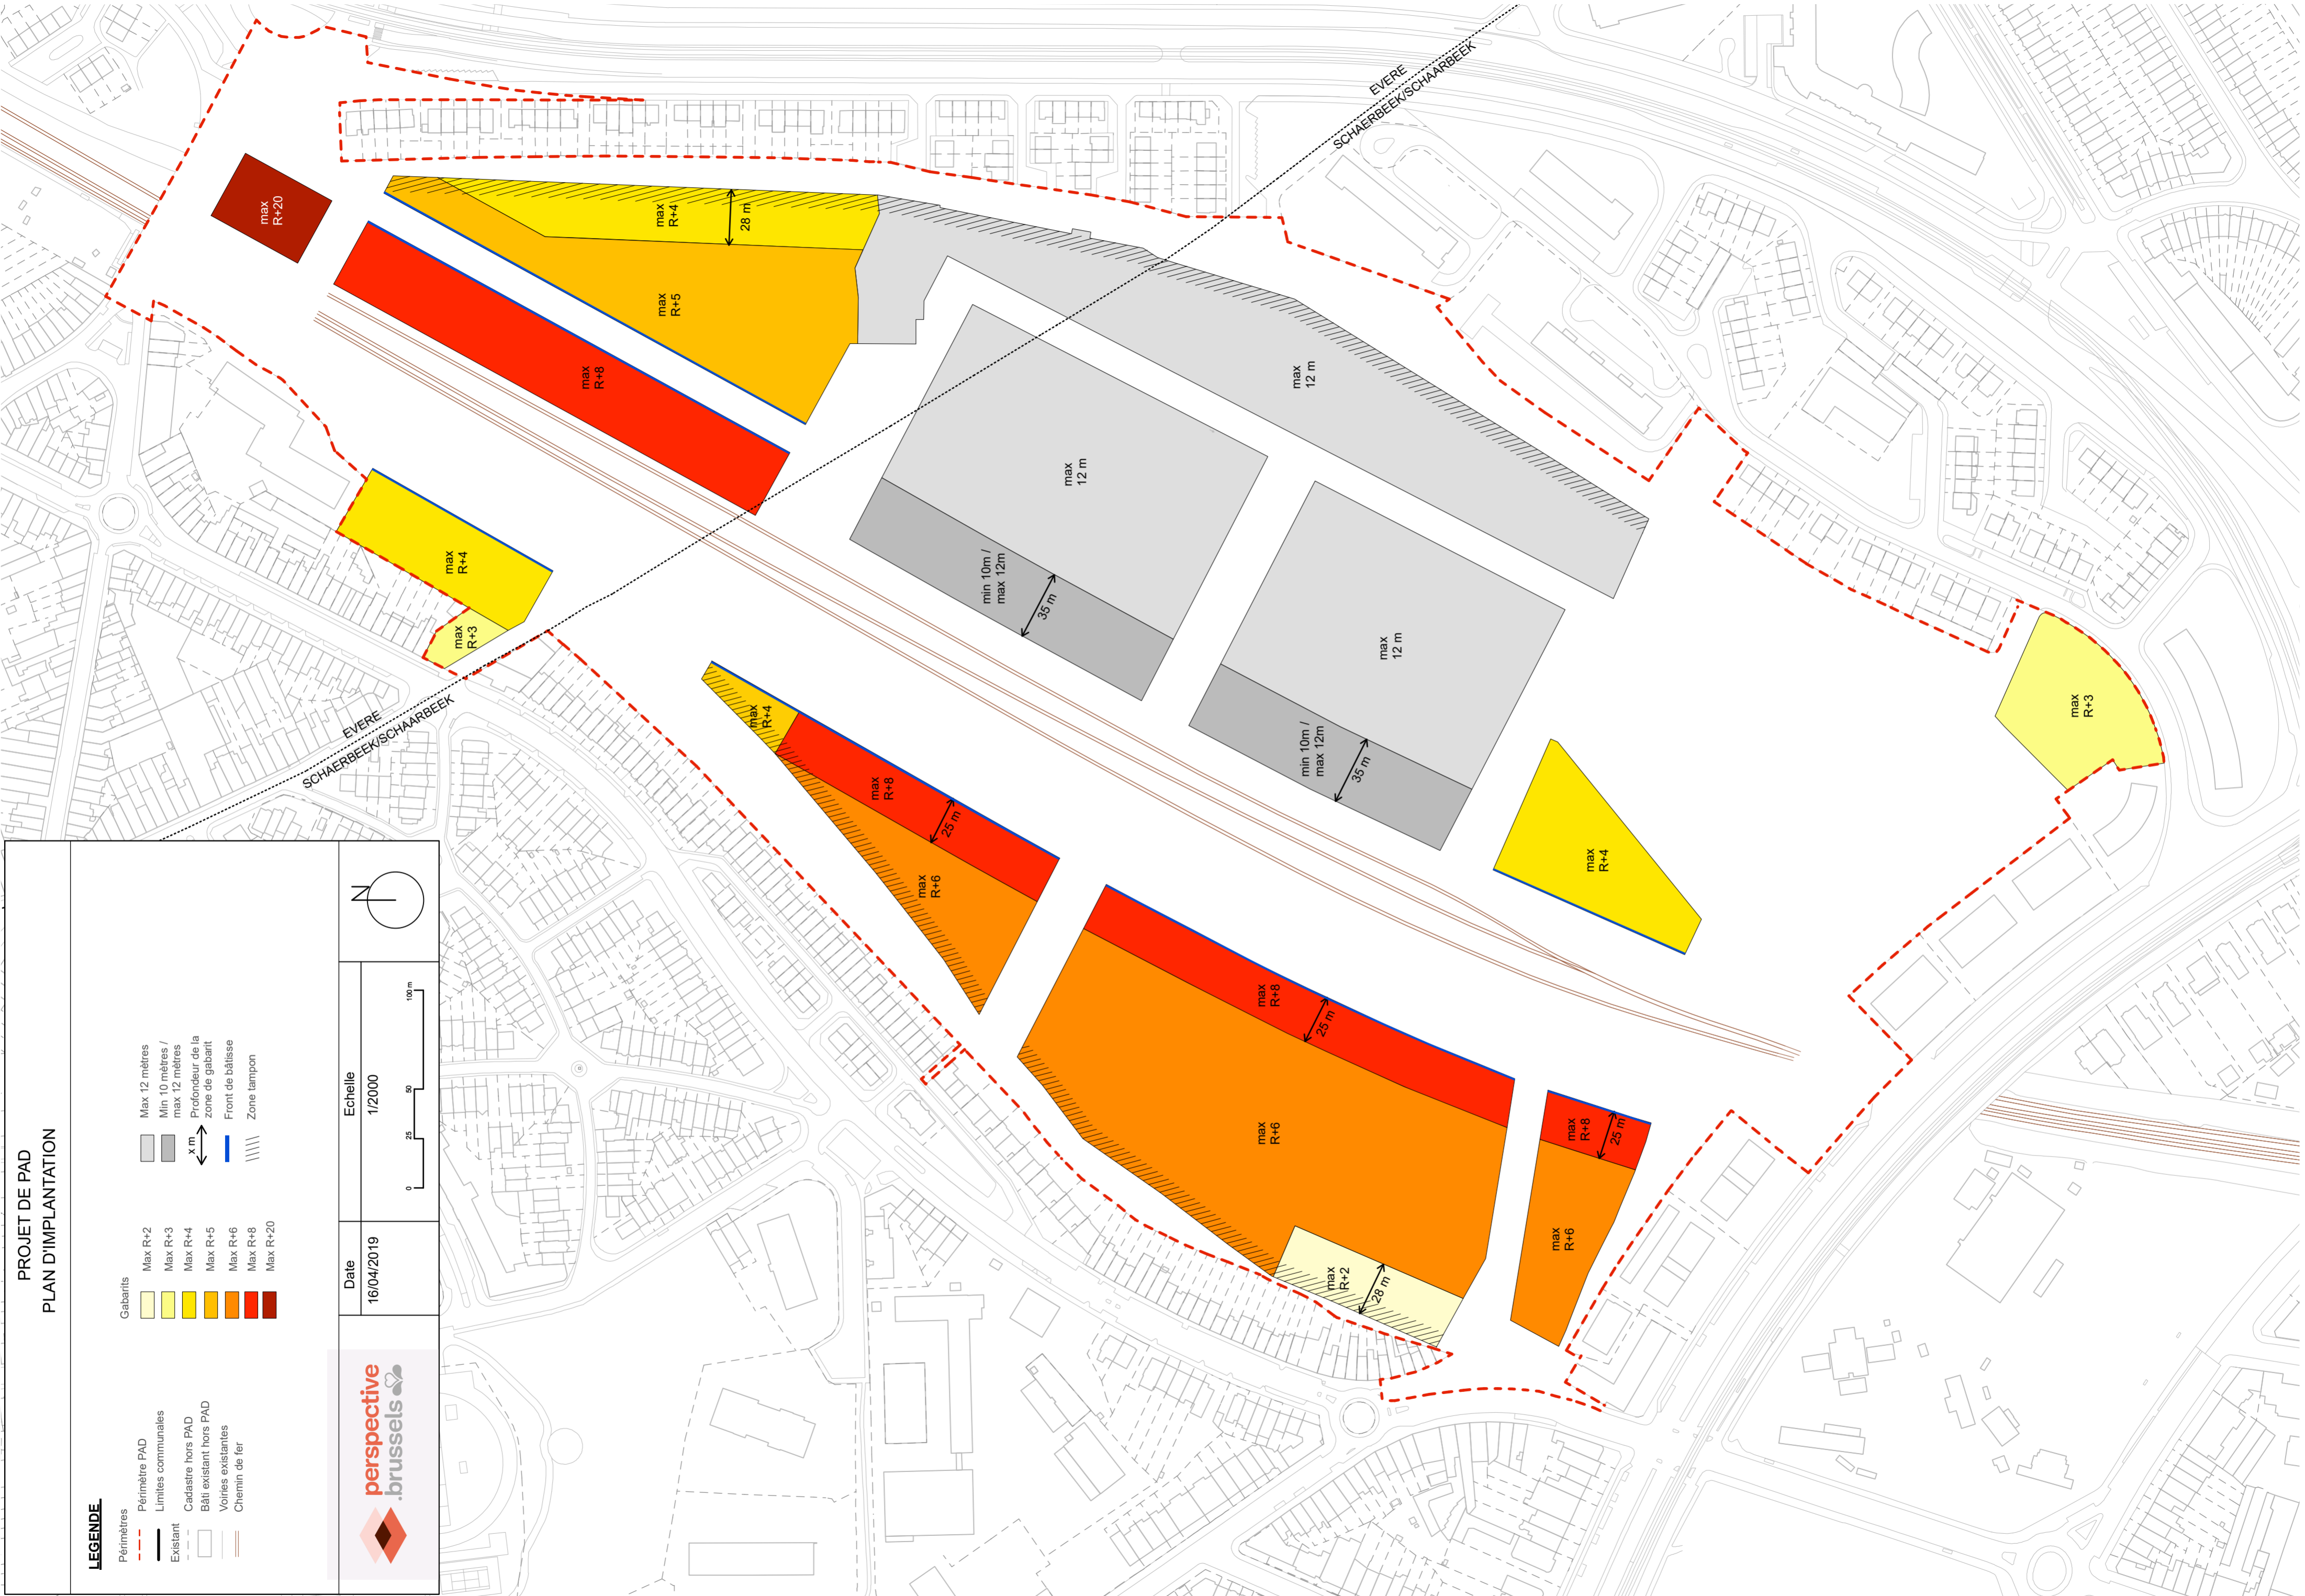 PROJET DE PAD
PLAN D'IMPLANTATION
LEGENDE
Périmètres
Périmètre PAD
Limites communales
Existant
Cadastre hors PAD
Bâti existant hors PAD
Voiries existantes
Chemin de fer
Gabarits
Max R+2
Max R+3
Max R+4
Max R+5
Max R+6
Max R+8
Max R+20
Max 12 mètres
Min 10 mètres /
max 12 mètres
x m
Profondeur de la
zone de gabarit
Front de bâtisse
Zone tampon
perspective
.brussels
Date
16/04/2019
Echelle
1/2000
0
25
50
100 m
N
max
R+20
max
R+4
28 m
max
R+5
max
R+8
max
R+4
max
R+3
EVERE
SCHAERBEEK/SCHAARBEEK
EVERE
SCHAERBEEK/SCHAARBEEK
max
12 m
max
12 m
min 10m /
max 12m
35 m
max
12 m
min 10m /
max 12m
35 m
max
R+4
max
R+3
max
R+4
max
R+8
25 m
max
R+6
max
R+8
25 m
max
R+6
max
R+2
28 m
max
R+8
25 m
max
R+6